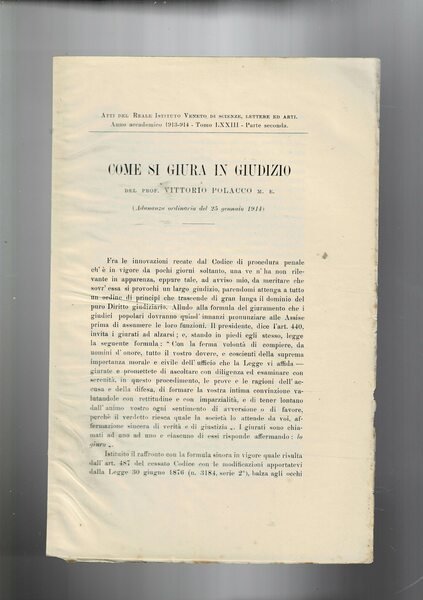 Atti del Reale Istituto Veneto di scienze, lettere ed arti.
Anno accademico 1913-914 - Tomo LXXIII - Parte seconda.
COME SI GIURA IN GIUDIZIO
DEL PROF. VITTORIO POLACCO M. E.
(Adunanza ordinaria del 25 gennaio 1914)
Fra le innovazioni recate dal Codice di procedura penale
ch' è in vigore da pochi giorni soltanto, una ve n' ha non rile-
vante in apparenza, eppure tale, ad avviso mio, da meritare che
sovr' essa si provochi un largo giudizio, parendomi attenga a tutto
un ordine di principî che trascende di gran lunga il dominio del
puro Diritto giudiziario. Alludo alla formula del giuramento che i
giudici popolari dovranno quind' innanzi pronunziare alle Assise
prima di assumere le loro funzioni. Il presidente, dice l'art. 440,
invita i giurati ad alzarsi; e, stando in piedi egli stesso, legge
la seguente formula: " Con la ferma volontà di compiere, da
uomini d' onore, tutto il vostro dovere, e coscienti della suprema
importanza morale e civile dell' officio che la Legge vi affida —
giurate e promettete di ascoltare con diligenza ed esaminare con
serenità, in questo procedimento, le prove e le ragioni dell' ac-
cusa e della difesa, di formare la vostra intima convinzione va-
lutandole con rettitudine e con imparzialità, e di tener lontano
dall' animo vostro ogni sentimento di avversione o di favore,
perchè il verdetto riesca quale la società lo attende da voi, af-
fermazione sincera di verità e di giustizia „. I giurati sono chia-
mati ad uno ad uno e ciascuno di essi risponde affermando: lo
giuro „.
Istituito il raffronto con la formula sinora in vigore quale risulta
dall' art. 487 del cessato Codice con le modificazioni apportatevi
dalla Legge 30 giugno 1876 (n. 3184, serie 2ª), balza agli occhi